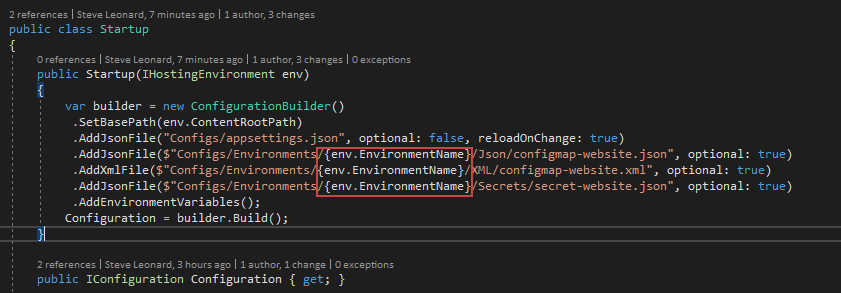 2 references | Steve Leonard, 7 minutes ago | 1 author, 3 changes
public class Startup
{
0 references | Steve Leonard, 7 minutes ago | 1 author, 3 changes | 0 exceptions
public Startup(IHostingEnvironment env)
{
var builder = new ConfigurationBuilder()
.SetBasePath(env.ContentRootPath)
.AddJsonFile("Configs/appsettings.json", optional: false, reloadOnChange: true)
.AddJsonFile($"Configs/Environments/{env.EnvironmentName}/Json/configmap-website.json", optional: true)
.AddXmlFile($"Configs/Environments/{env.EnvironmentName}/XML/configmap-website.xml", optional: true)
.AddJsonFile($"Configs/Environments/{env.EnvironmentName}/Secrets/secret-website.json", optional: true)
.AddEnvironmentVariables();
Configuration = builder.Build();
}
2 references | Steve Leonard, 3 hours ago | 1 author, 1 change | 0 exceptions
public IConfiguration Configuration { get; }